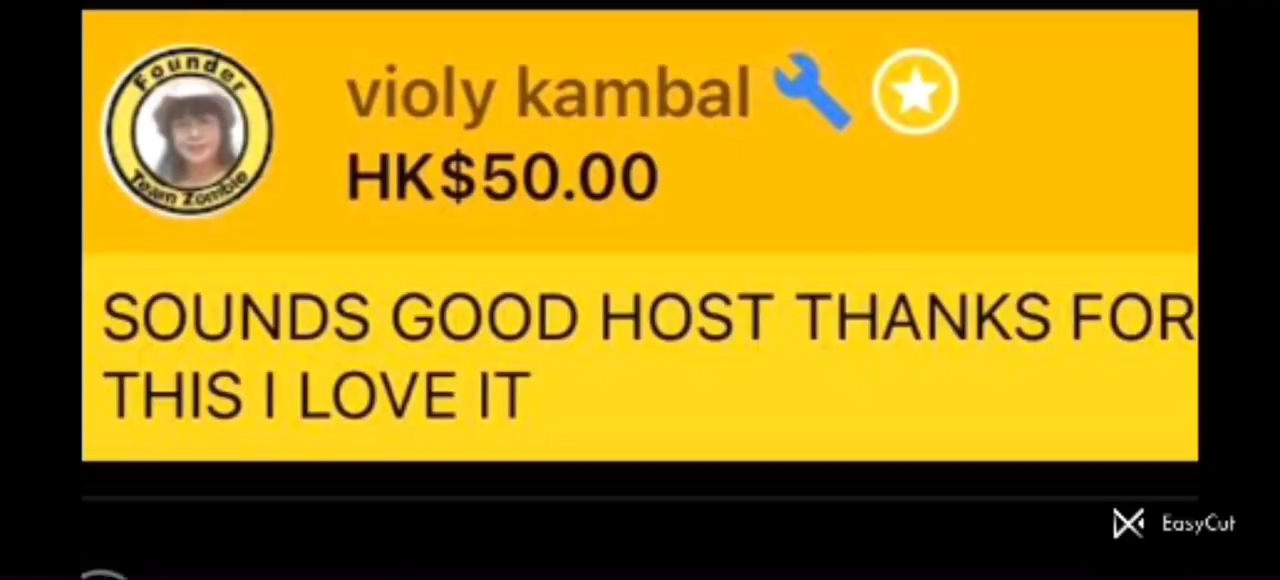 Founder
Team Zombie
violy kambal
HK$50.00
SOUNDS GOOD HOST THANKS FOR
THIS I LOVE IT
EasyCut